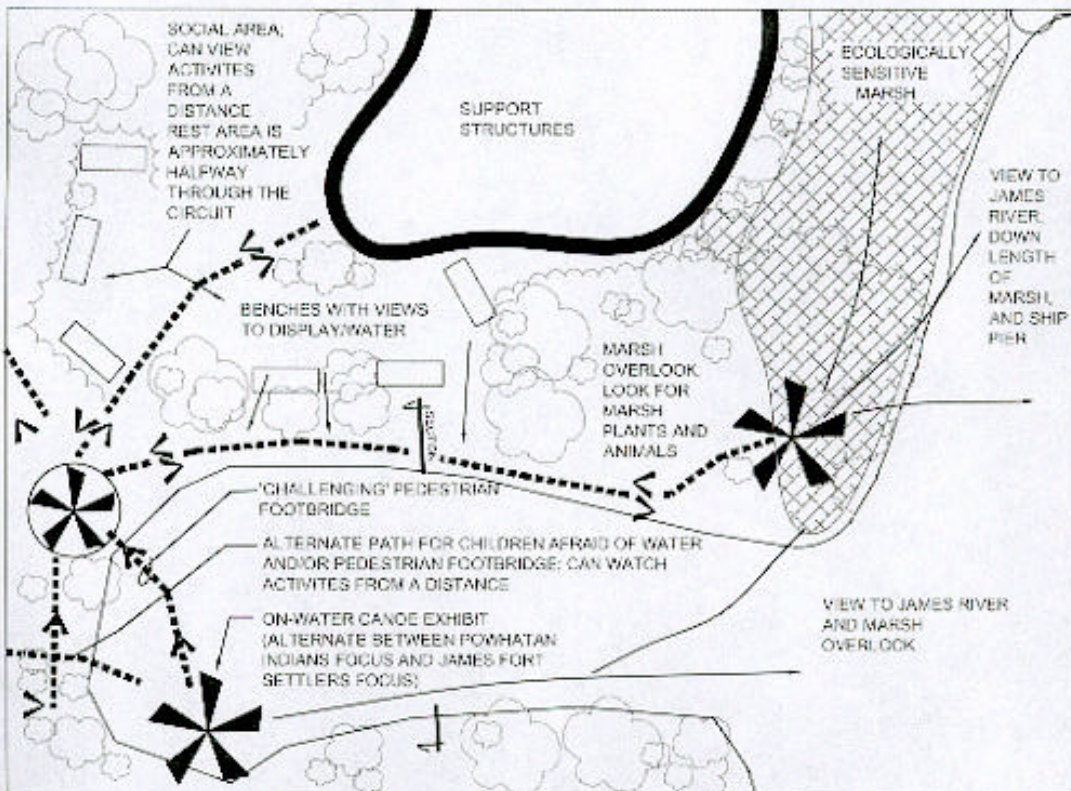 SOCIAL AREA;
CAN VIEW
ACTIVITES
FROM A
DISTANCE
REST AREA IS
APPROXIMATELY
HALFWAY
THROUGH THE
CIRCUIT
SUPPORT
STRUCTURES
ECOLOGICALLY
SENSITIVE
MARSH
VIEW TO
JAMES
RIVER,
DOWN
LENGTH
OF
MARSH,
AND SHIP
PIER
BENCHES WITH VIEWS
TO DISPLAY/WATER
MARSH
OVERLOOK:
LOOK FOR
MARSH
PLANTS AND
ANIMALS
SECTION
'CHALLENGING' PEDESTRIAN
FOOTBRIDGE
ALTERNATE PATH FOR CHILDREN AFRAID OF WATER
AND/OR PEDESTRIAN FOOTBRIDGE; CAN WATCH
ACTIVITES FROM A DISTANCE
ON-WATER CANOE EXHIBIT
(ALTERNATE BETWEEN POWHATAN
INDIANS FOCUS AND JAMES FORT
SETTLERS FOCUS)
VIEW TO JAMES RIVER
AND MARSH
OVERLOOK